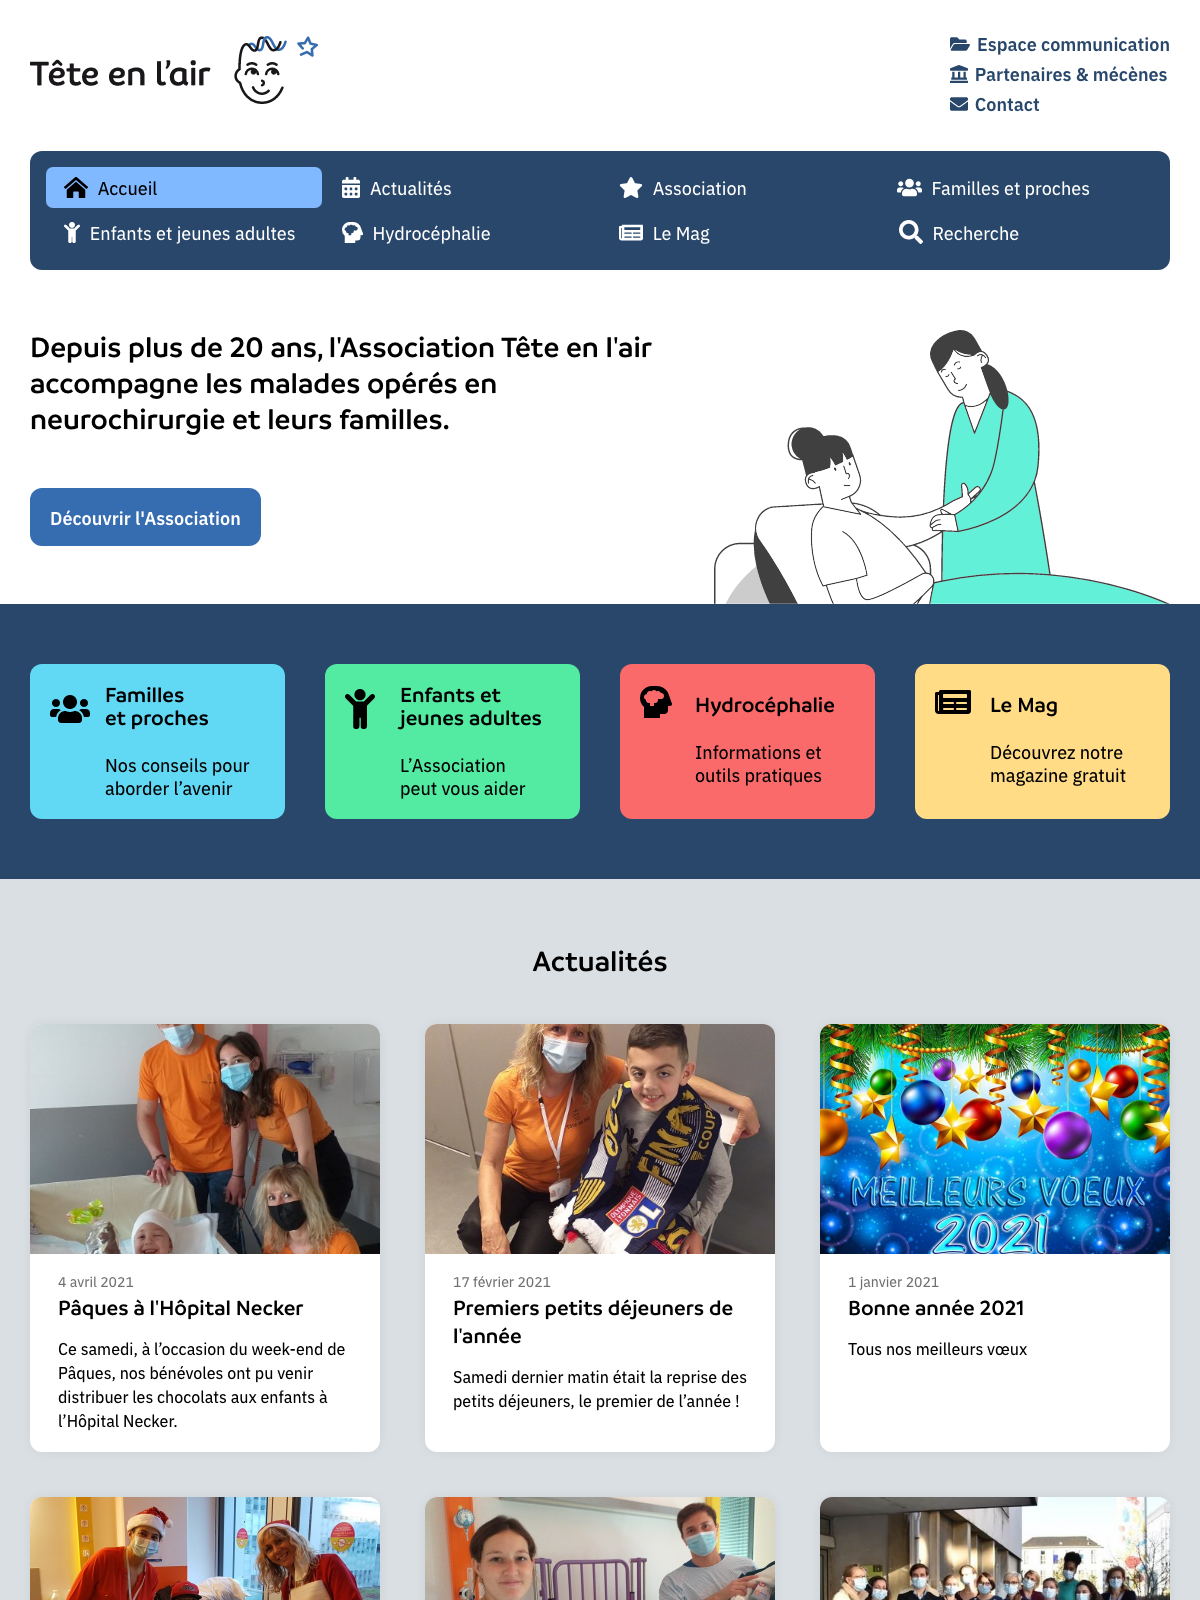 Tête en l’air
Espace communication
Partenaires & mécènes
Contact
Accueil
Actualités
Association
Familles et proches
Enfants et jeunes adultes
Hydrocéphalie
Le Mag
Recherche
Depuis plus de 20 ans, l'Association Tête en l'air
accompagne les malades opérés en
neurochirurgie et leurs familles.
Découvrir l'Association
Familles
et proches
Nos conseils pour
aborder l’avenir
Enfants et
jeunes adultes
L’Association
peut vous aider
Hydrocéphalie
Informations et
outils pratiques
Le Mag
Découvrez notre
magazine gratuit
Actualités
FINA
COUP
OLYMPIQUE
LYONNAIS
OL
MEILLEURS VOEUX
2021
4 avril 2021
Pâques à l'Hôpital Necker
Ce samedi, à l’occasion du week-end de
Pâques, nos bénévoles ont pu venir
distribuer les chocolats aux enfants à
l’Hôpital Necker.
17 février 2021
Premiers petits déjeuners de
l'année
Samedi dernier matin était la reprise des
petits déjeuners, le premier de l’année !
1 janvier 2021
Bonne année 2021
Tous nos meilleurs vœux